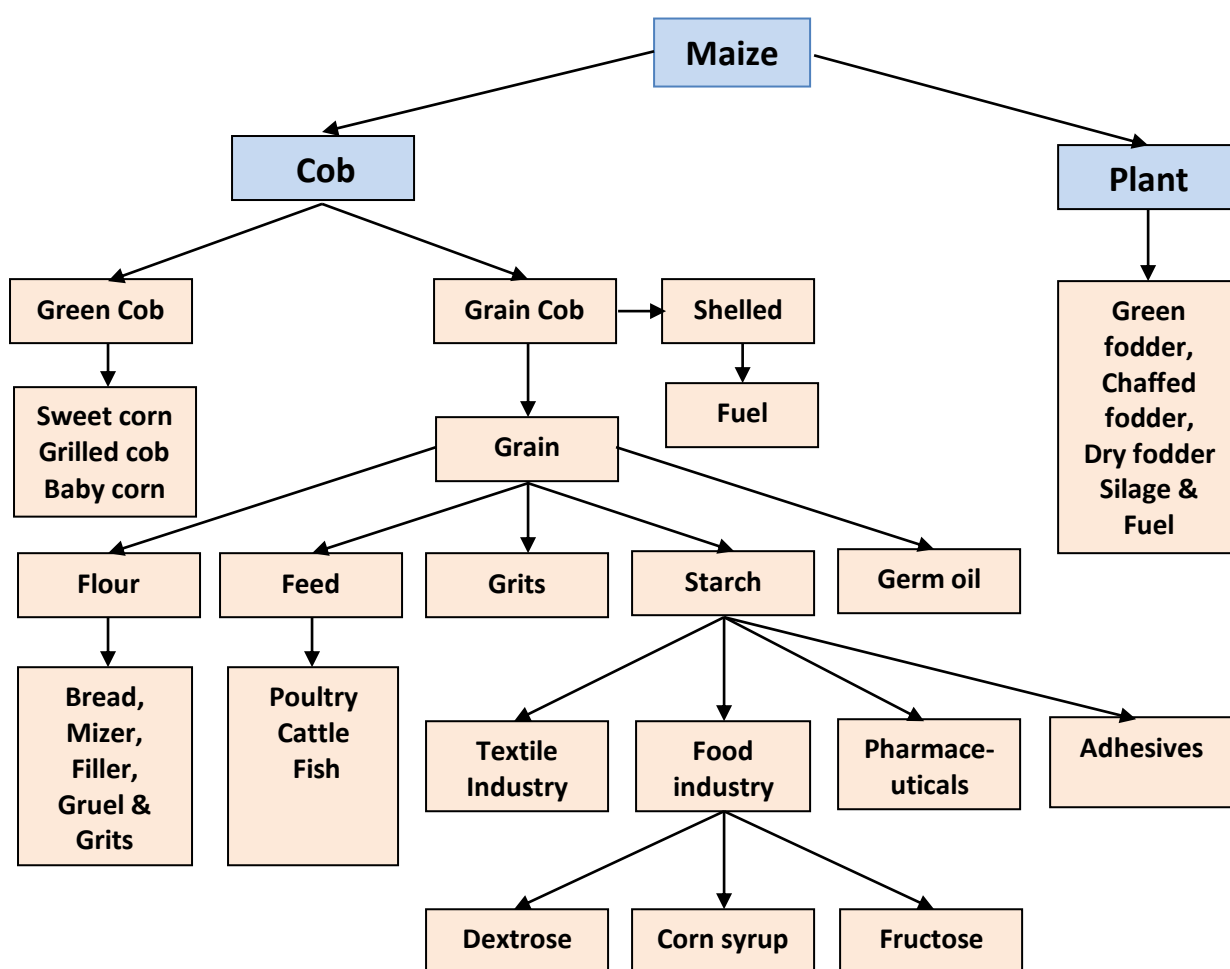 Maize
Cob
Plant
Green Cob
Grain Cob
Shelled
Green
fodder,
Chaffed
fodder,
Dry fodder
Silage &
Fuel
Sweet corn
Grilled cob
Baby corn
Fuel
Grain
Flour
Feed
Grits
Starch
Germ oil
Bread,
Mizer,
Filler,
Gruel &
Grits
Poultry
Cattle
Fish
Textile
Industry
Food
industry
Pharmace-
uticals
Adhesives
Dextrose
Corn syrup
Fructose